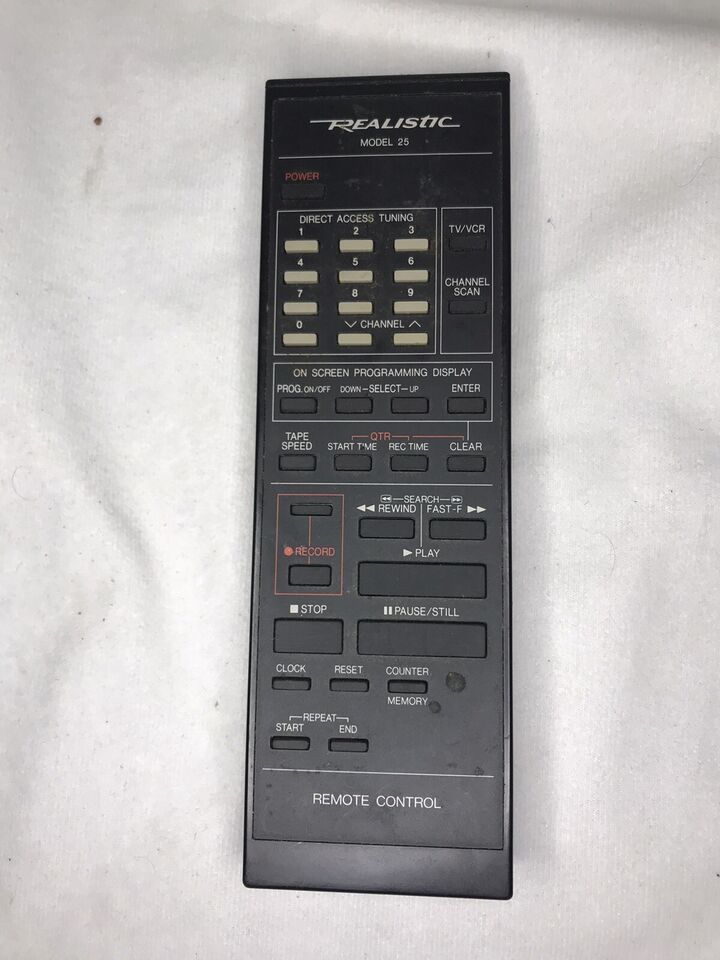 REALISTIC
MODEL 25
POWER
DIRECT ACCESS TUNING
1 2 3
4 5 6
7 8 9
0 CHANNEL
TV/VCR
CHANNEL
SCAN
ON SCREEN PROGRAMMING DISPLAY
PROG. ON/OFF DOWN-SELECT-UP ENTER
TAPE
SPEED
QTR
START TIME REC TIME CLEAR
SEARCH
◀◀ REWIND FAST-F ▶▶
RECORD
▶ PLAY
■ STOP
PAUSE/STILL
CLOCK RESET COUNTER
MEMORY
REPEAT
START END
REMOTE CONTROL